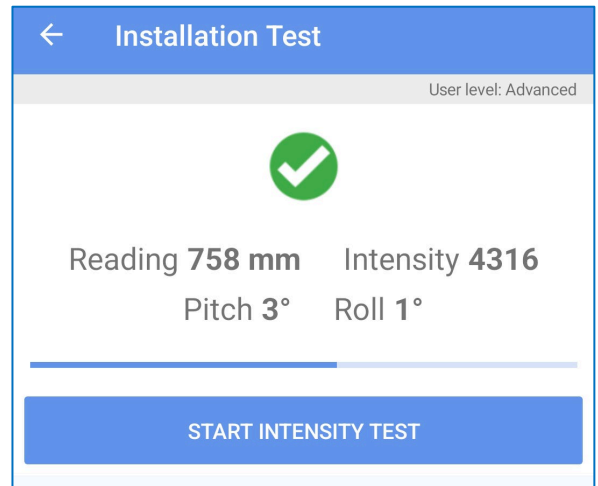 Installation Test
User level: Advanced
Reading 758 mm Intensity 4316
Pitch 3° Roll 1°
START INTENSITY TEST